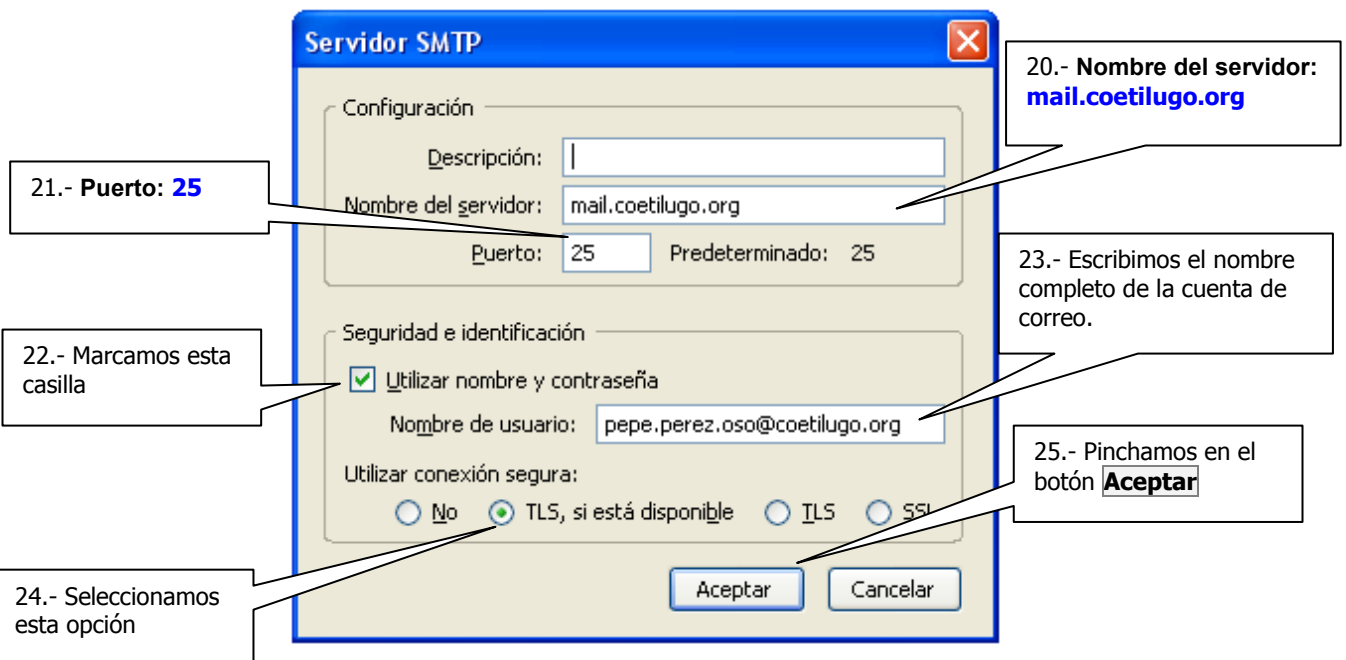 Servidor SMTP
20.- Nombre del servidor:
mail.coetilugo.org
Configuración
Descripción:
21.- Puerto: 25
Nombre del servidor: mail.coetilugo.org
Puerto: 25 Predeterminado: 25
23.- Escribimos el nombre
completo de la cuenta de
correo.
Seguridad e identificación
22.- Marcamos esta
casilla
Utilizar nombre y contraseña
Nombre de usuario: pepe.perez.oso@coetilugo.org
25.- Pinchamos en el
botón Aceptar
Utilizar conexión segura:
No TLS, si está disponible TLS SSL
Aceptar Cancelar
24.- Seleccionamos
esta opción